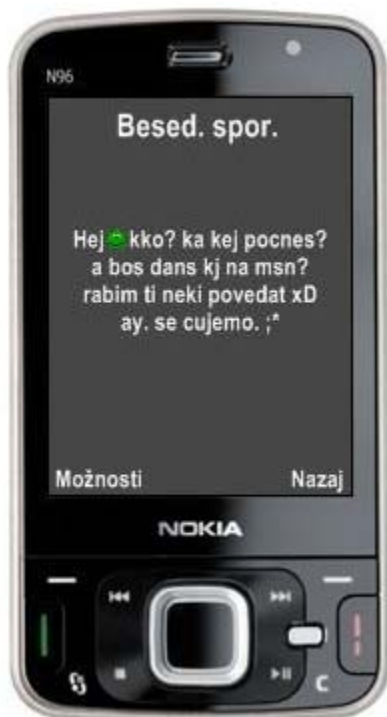 N96
Besed. spor.
Hej kko? ka kej pocnes?
a bos dans kj na msn?
rabim ti neki povedat xD
ay. se cujemo. ;*
Možnosti Nazaj
NOKIA
C